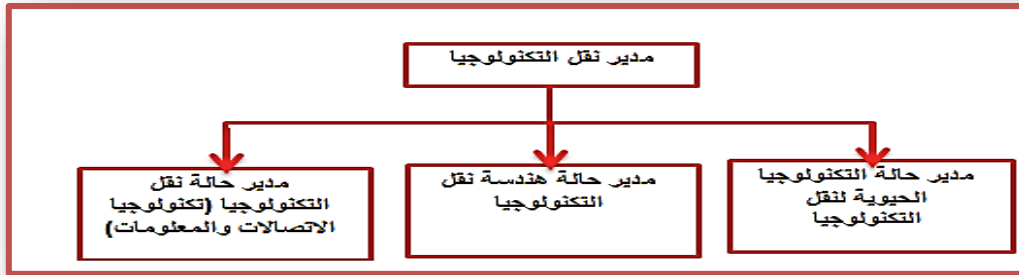 مدير نقل التكنولوجيا
مدير حالة التكنولوجيا
الحيوية لنقل
التكنولوجيا
مدير حالة هندسة نقل
التكنولوجيا
مدير حالة نقل
التكنولوجيا (تكنولوجيا
الاتصالات والمعلومات)